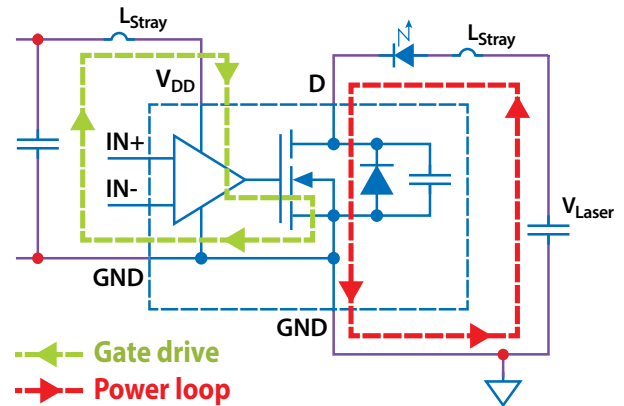 LStray
LStray
VDD
D
IN+
IN-
VLaser
GND
GND
Gate drive
Power loop